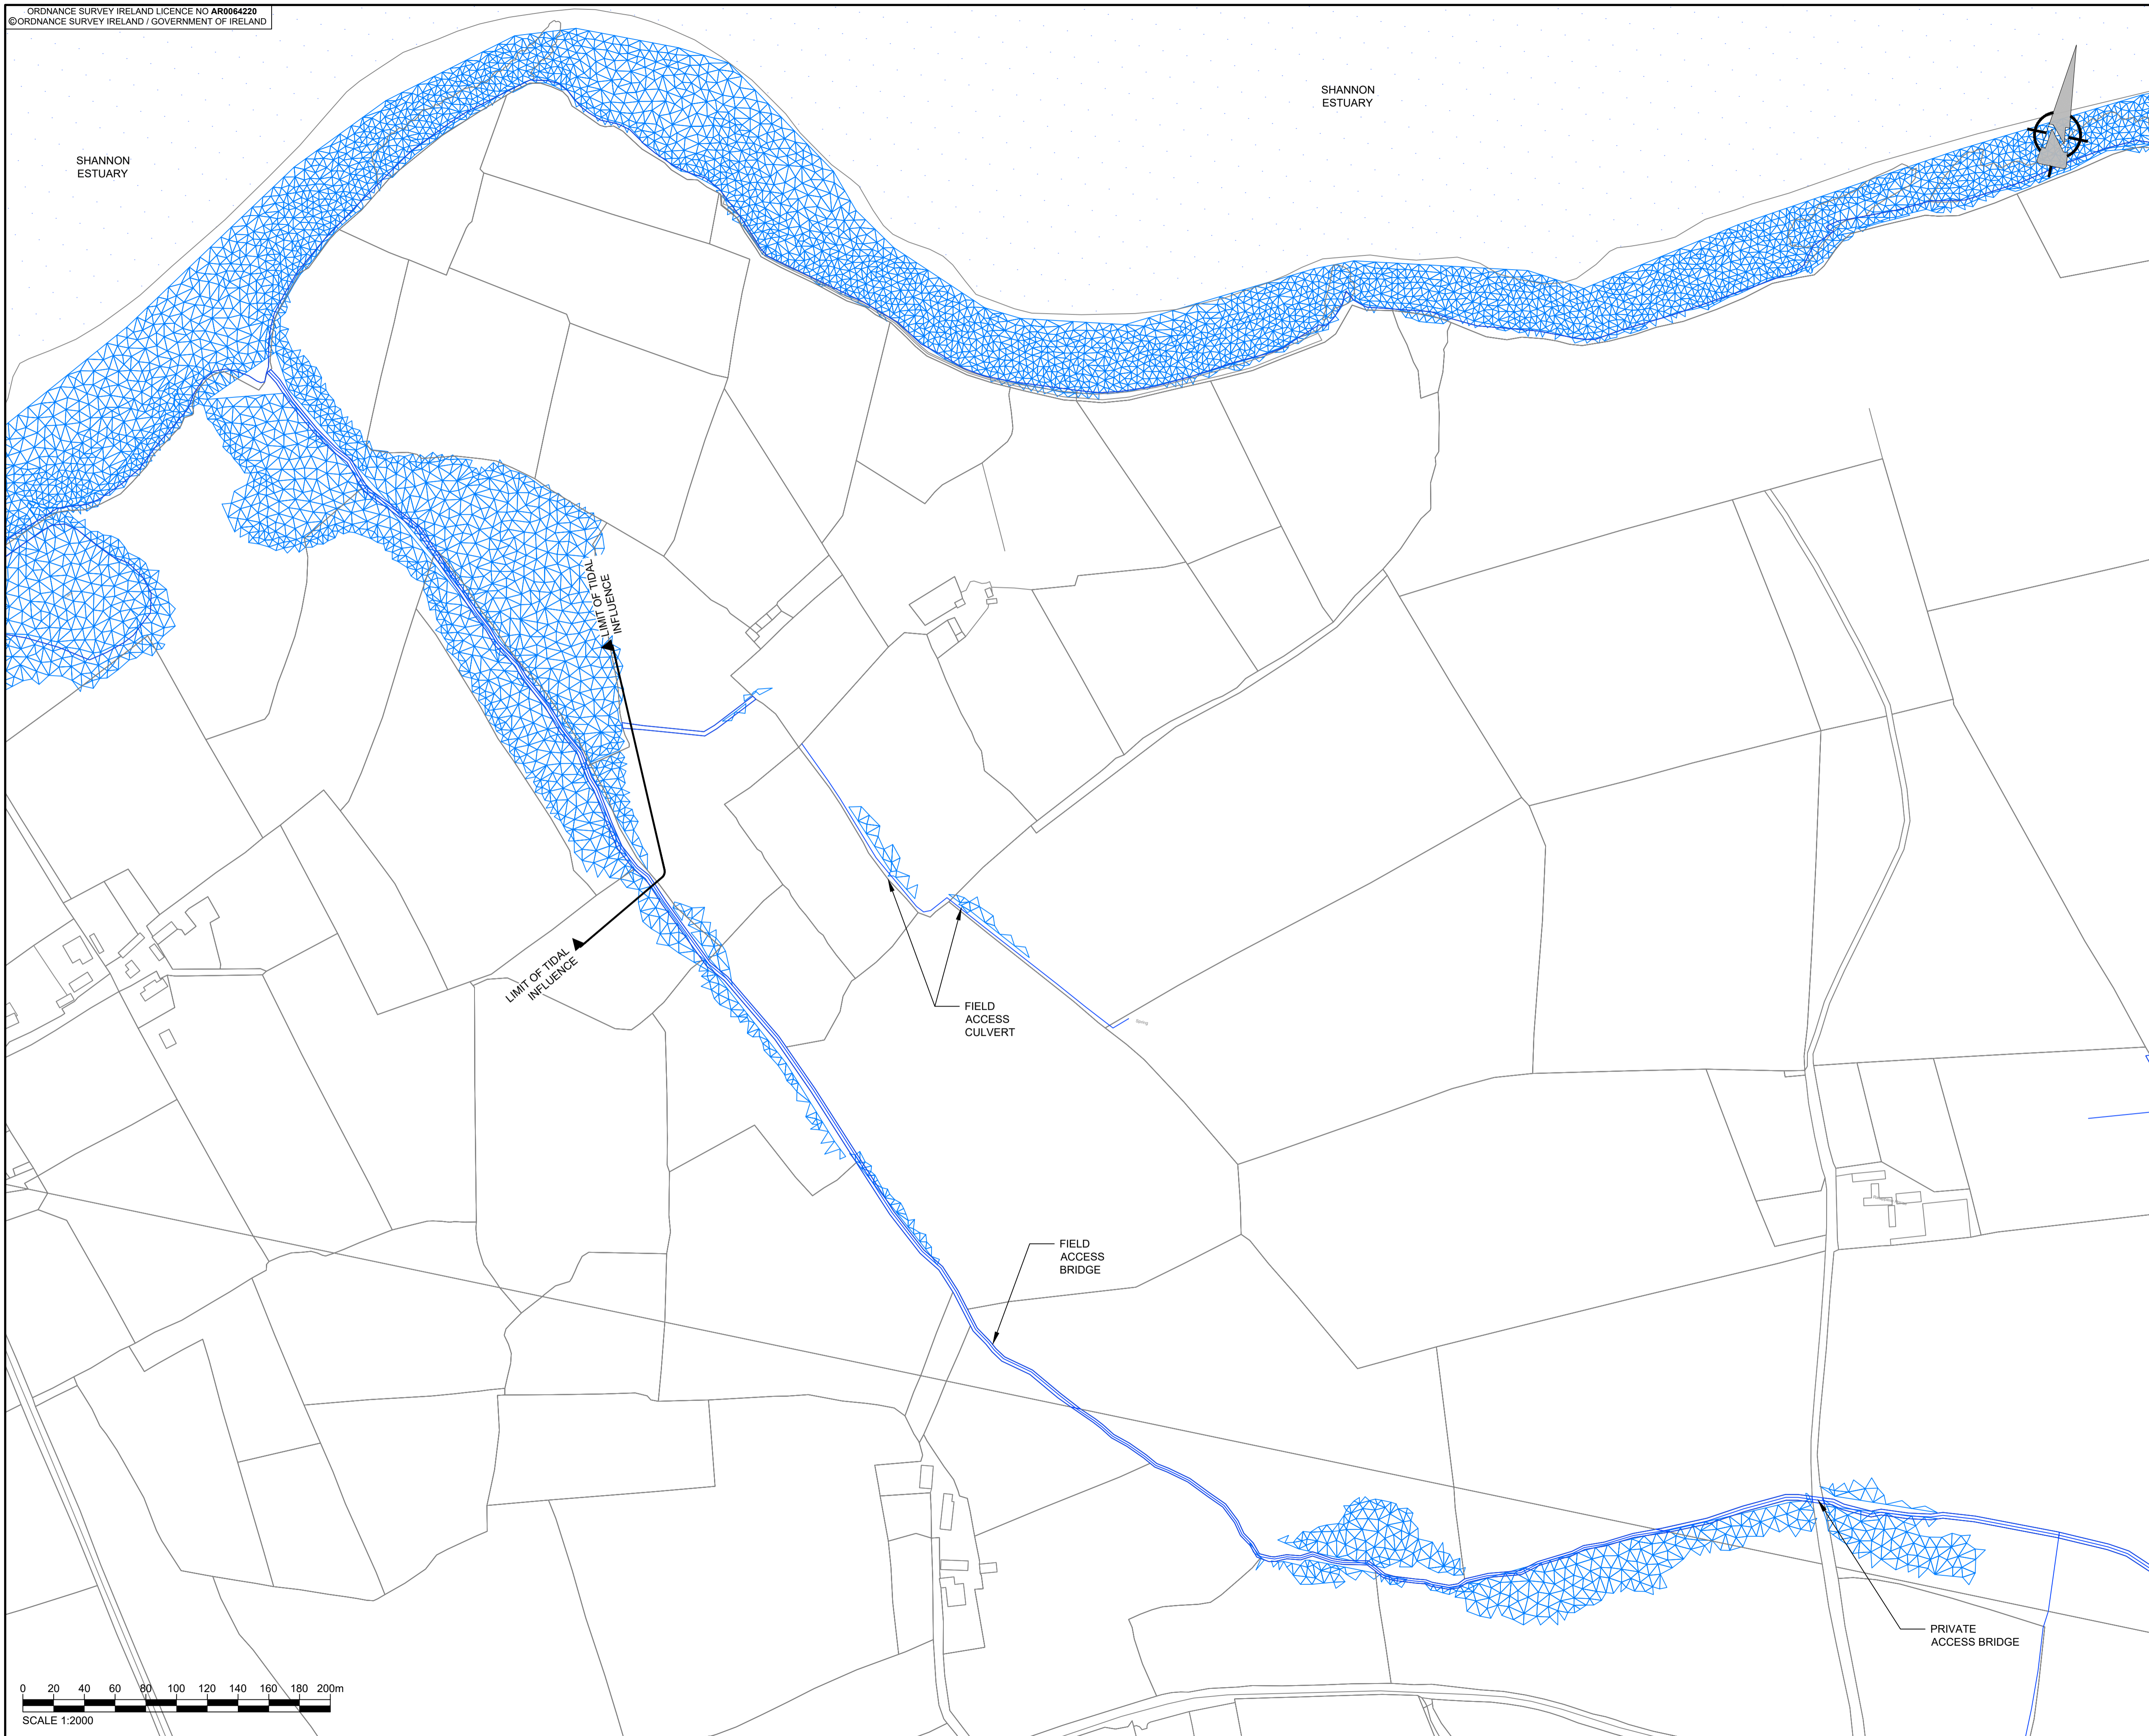 ORDNANCE SURVEY IRELAND LICENCE NO AR0064220
©ORDNANCE SURVEY IRELAND / GOVERNMENT OF IRELAND
SHANNON
ESTUARY
SHANNON
ESTUARY
N
LIMIT OF TIDAL
INFLUENCE
LIMIT OF TIDAL
INFLUENCE
FIELD
ACCESS
CULVERT
Spring
FIELD
ACCESS
BRIDGE
PRIVATE
ACCESS BRIDGE
0 20 40 60 80 100 120 140 160 180 200m
SCALE 1:2000